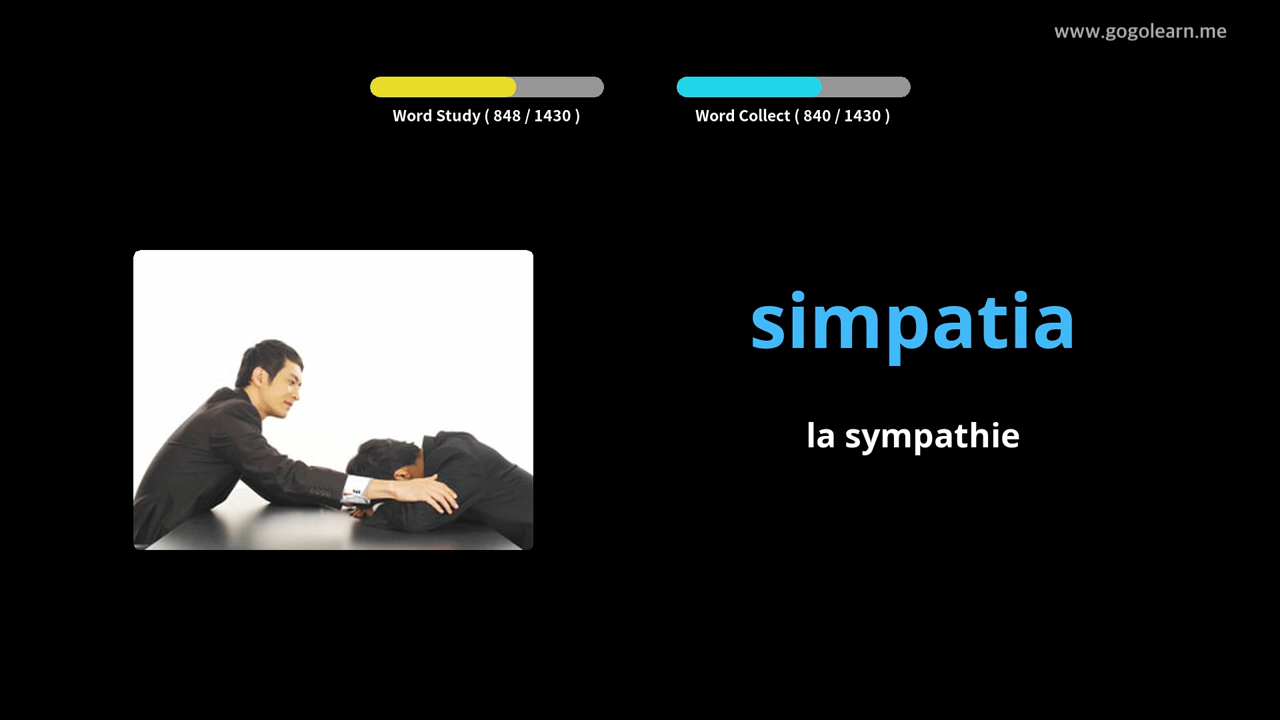 www.gogolearn.me
Word Study ( 848 / 1430 )
Word Collect ( 840 / 1430 )
simpatia
la sympathie